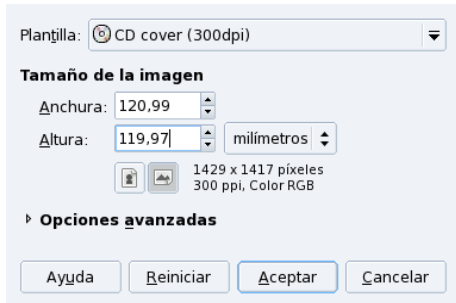 Plantilla: CD cover (300dpi)
Tamaño de la imagen
Anchura: 120,99
Altura: 119,97 milímetros
1429 x 1417 píxeles
300 ppi, Color RGB
Opciones avanzadas
Ayuda Reiniciar Aceptar Cancelar